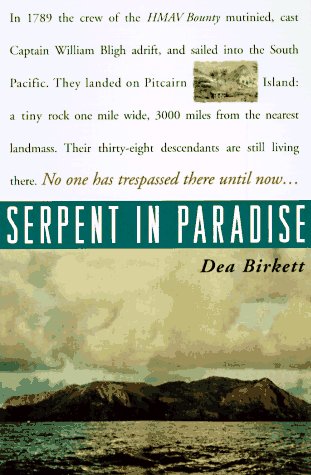 In 1789 the crew of the HMAV Bounty mutinied, cast
Captain William Bligh adrift, and sailed into the South
Pacific. They landed on Pitcairn Island:
a tiny rock one mile wide, 3000 miles from the nearest
landmass. Their thirty-eight descendants are still living
there. No one has trespassed there until now...
SERPENT IN PARADISE
Dea Birkett